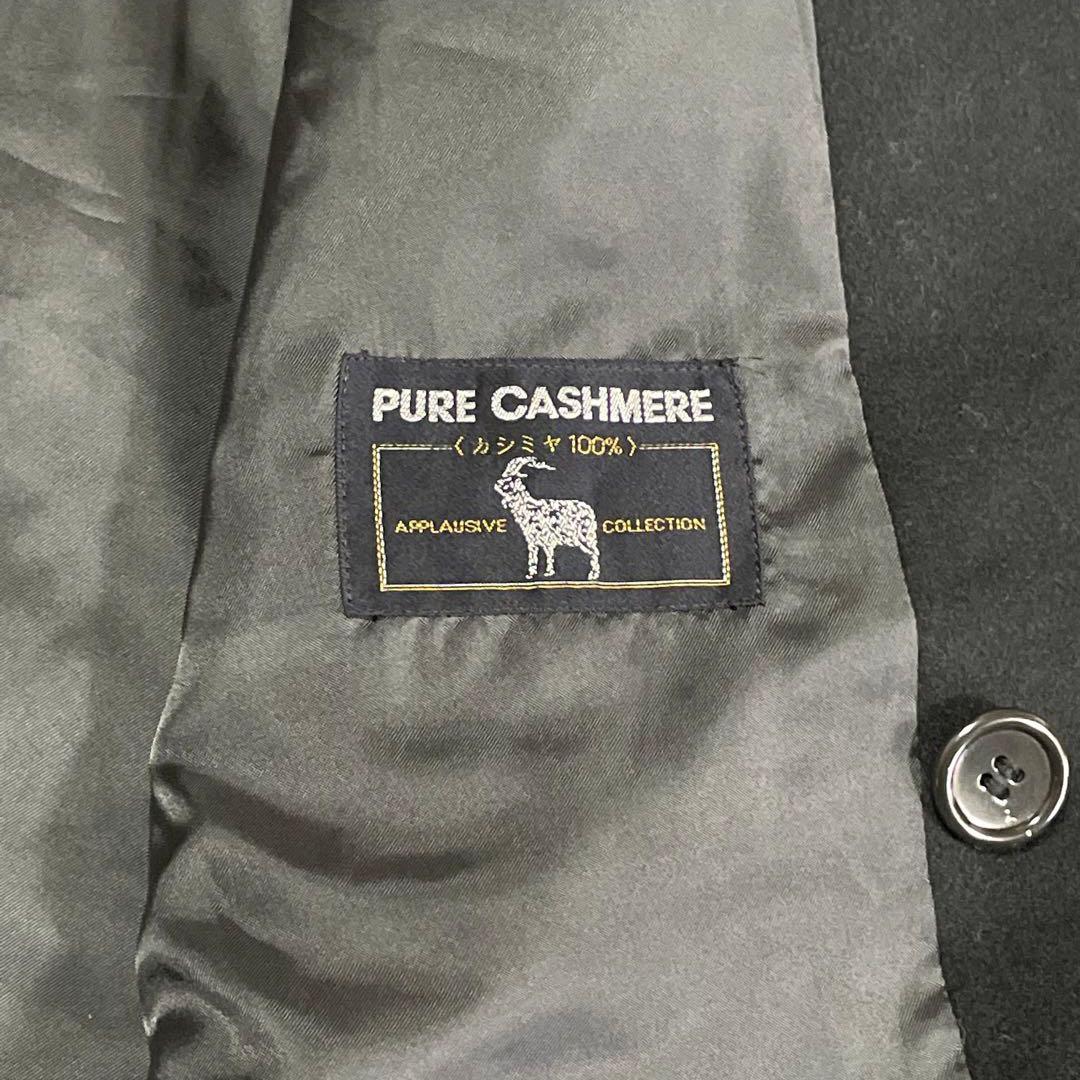 PURE CASHMERE
〈カシミヤ100%〉
APPLAUSIVE COLLECTION